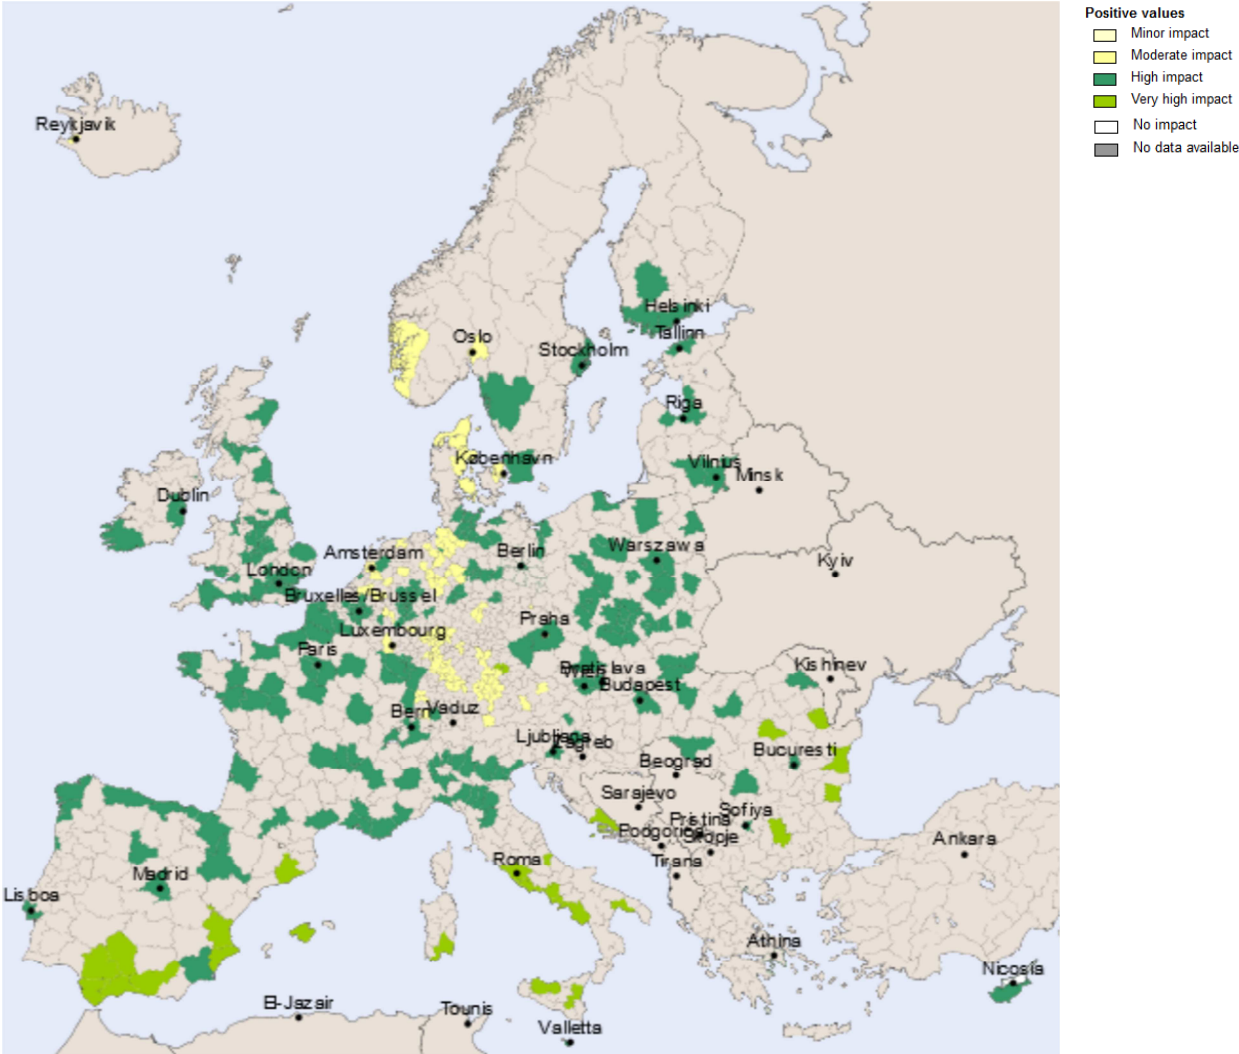 Positive values
Minor impact
Moderate impact
High impact
Very high impact
No impact
No data available
Reykjavik
Helsinki
Tallinn
Oslo
Stockholm
Riga
København
Vilnius
Minsk
Dublin
Amsterdam
Berlin
Warszawa
Kyiv
London
Bruxelles/Brussel
Praha
Luxembourg
Paris
Bratislava
Wien
Kishinev
Budapest
Bern
Vaduz
Ljubljana
Zagreb
Bucuresti
Beograd
Sarajevo
Sofiya
Pristina
Podgorica
Skopje
Ankara
Roma
Tirana
Madrid
Lisboa
Athina
Nicosia
El-Jazair
Tounis
Valletta